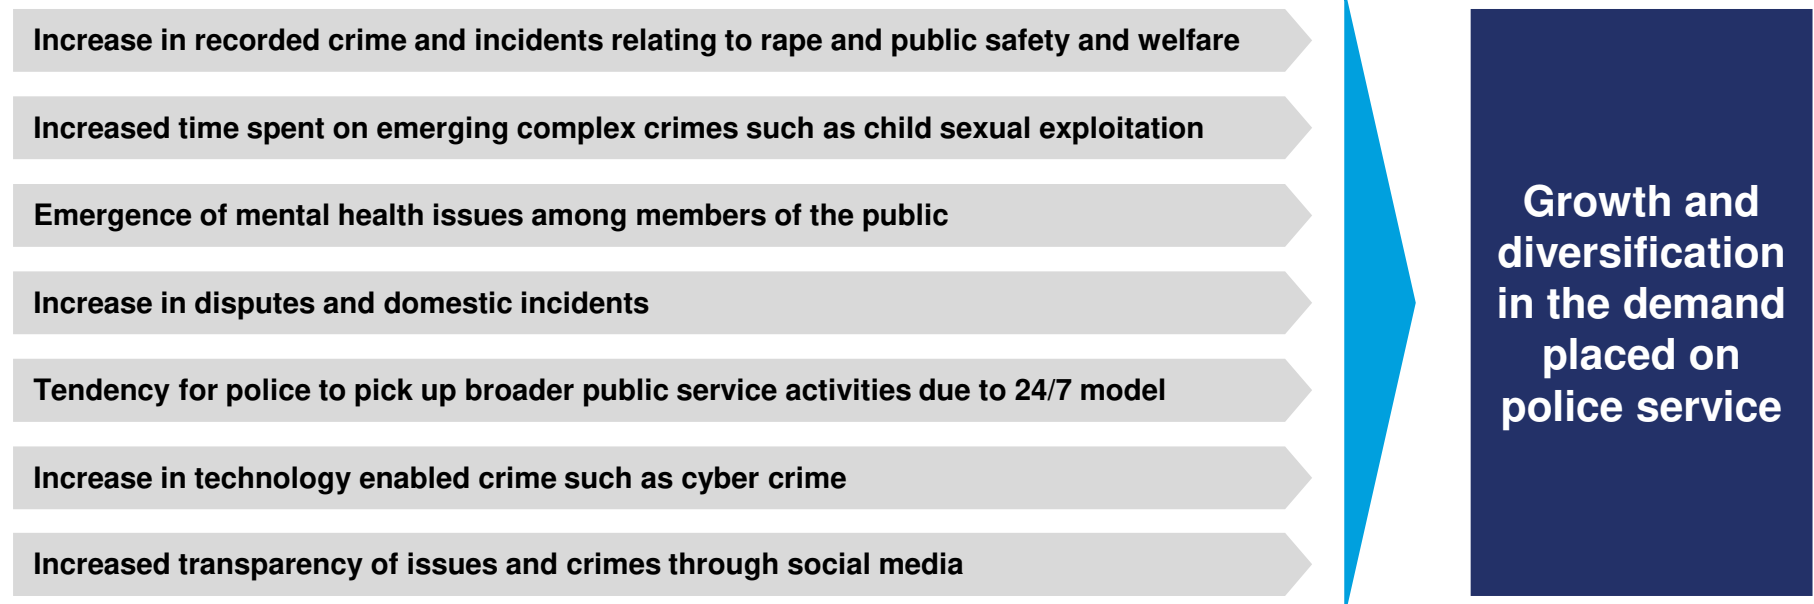 Increase in recorded crime and incidents relating to rape and public safety and welfare
Increased time spent on emerging complex crimes such as child sexual exploitation
Emergence of mental health issues among members of the public
Increase in disputes and domestic incidents
Tendency for police to pick up broader public service activities due to 24/7 model
Increase in technology enabled crime such as cyber crime
Increased transparency of issues and crimes through social media
Growth and
diversification
in the demand
placed on
police service